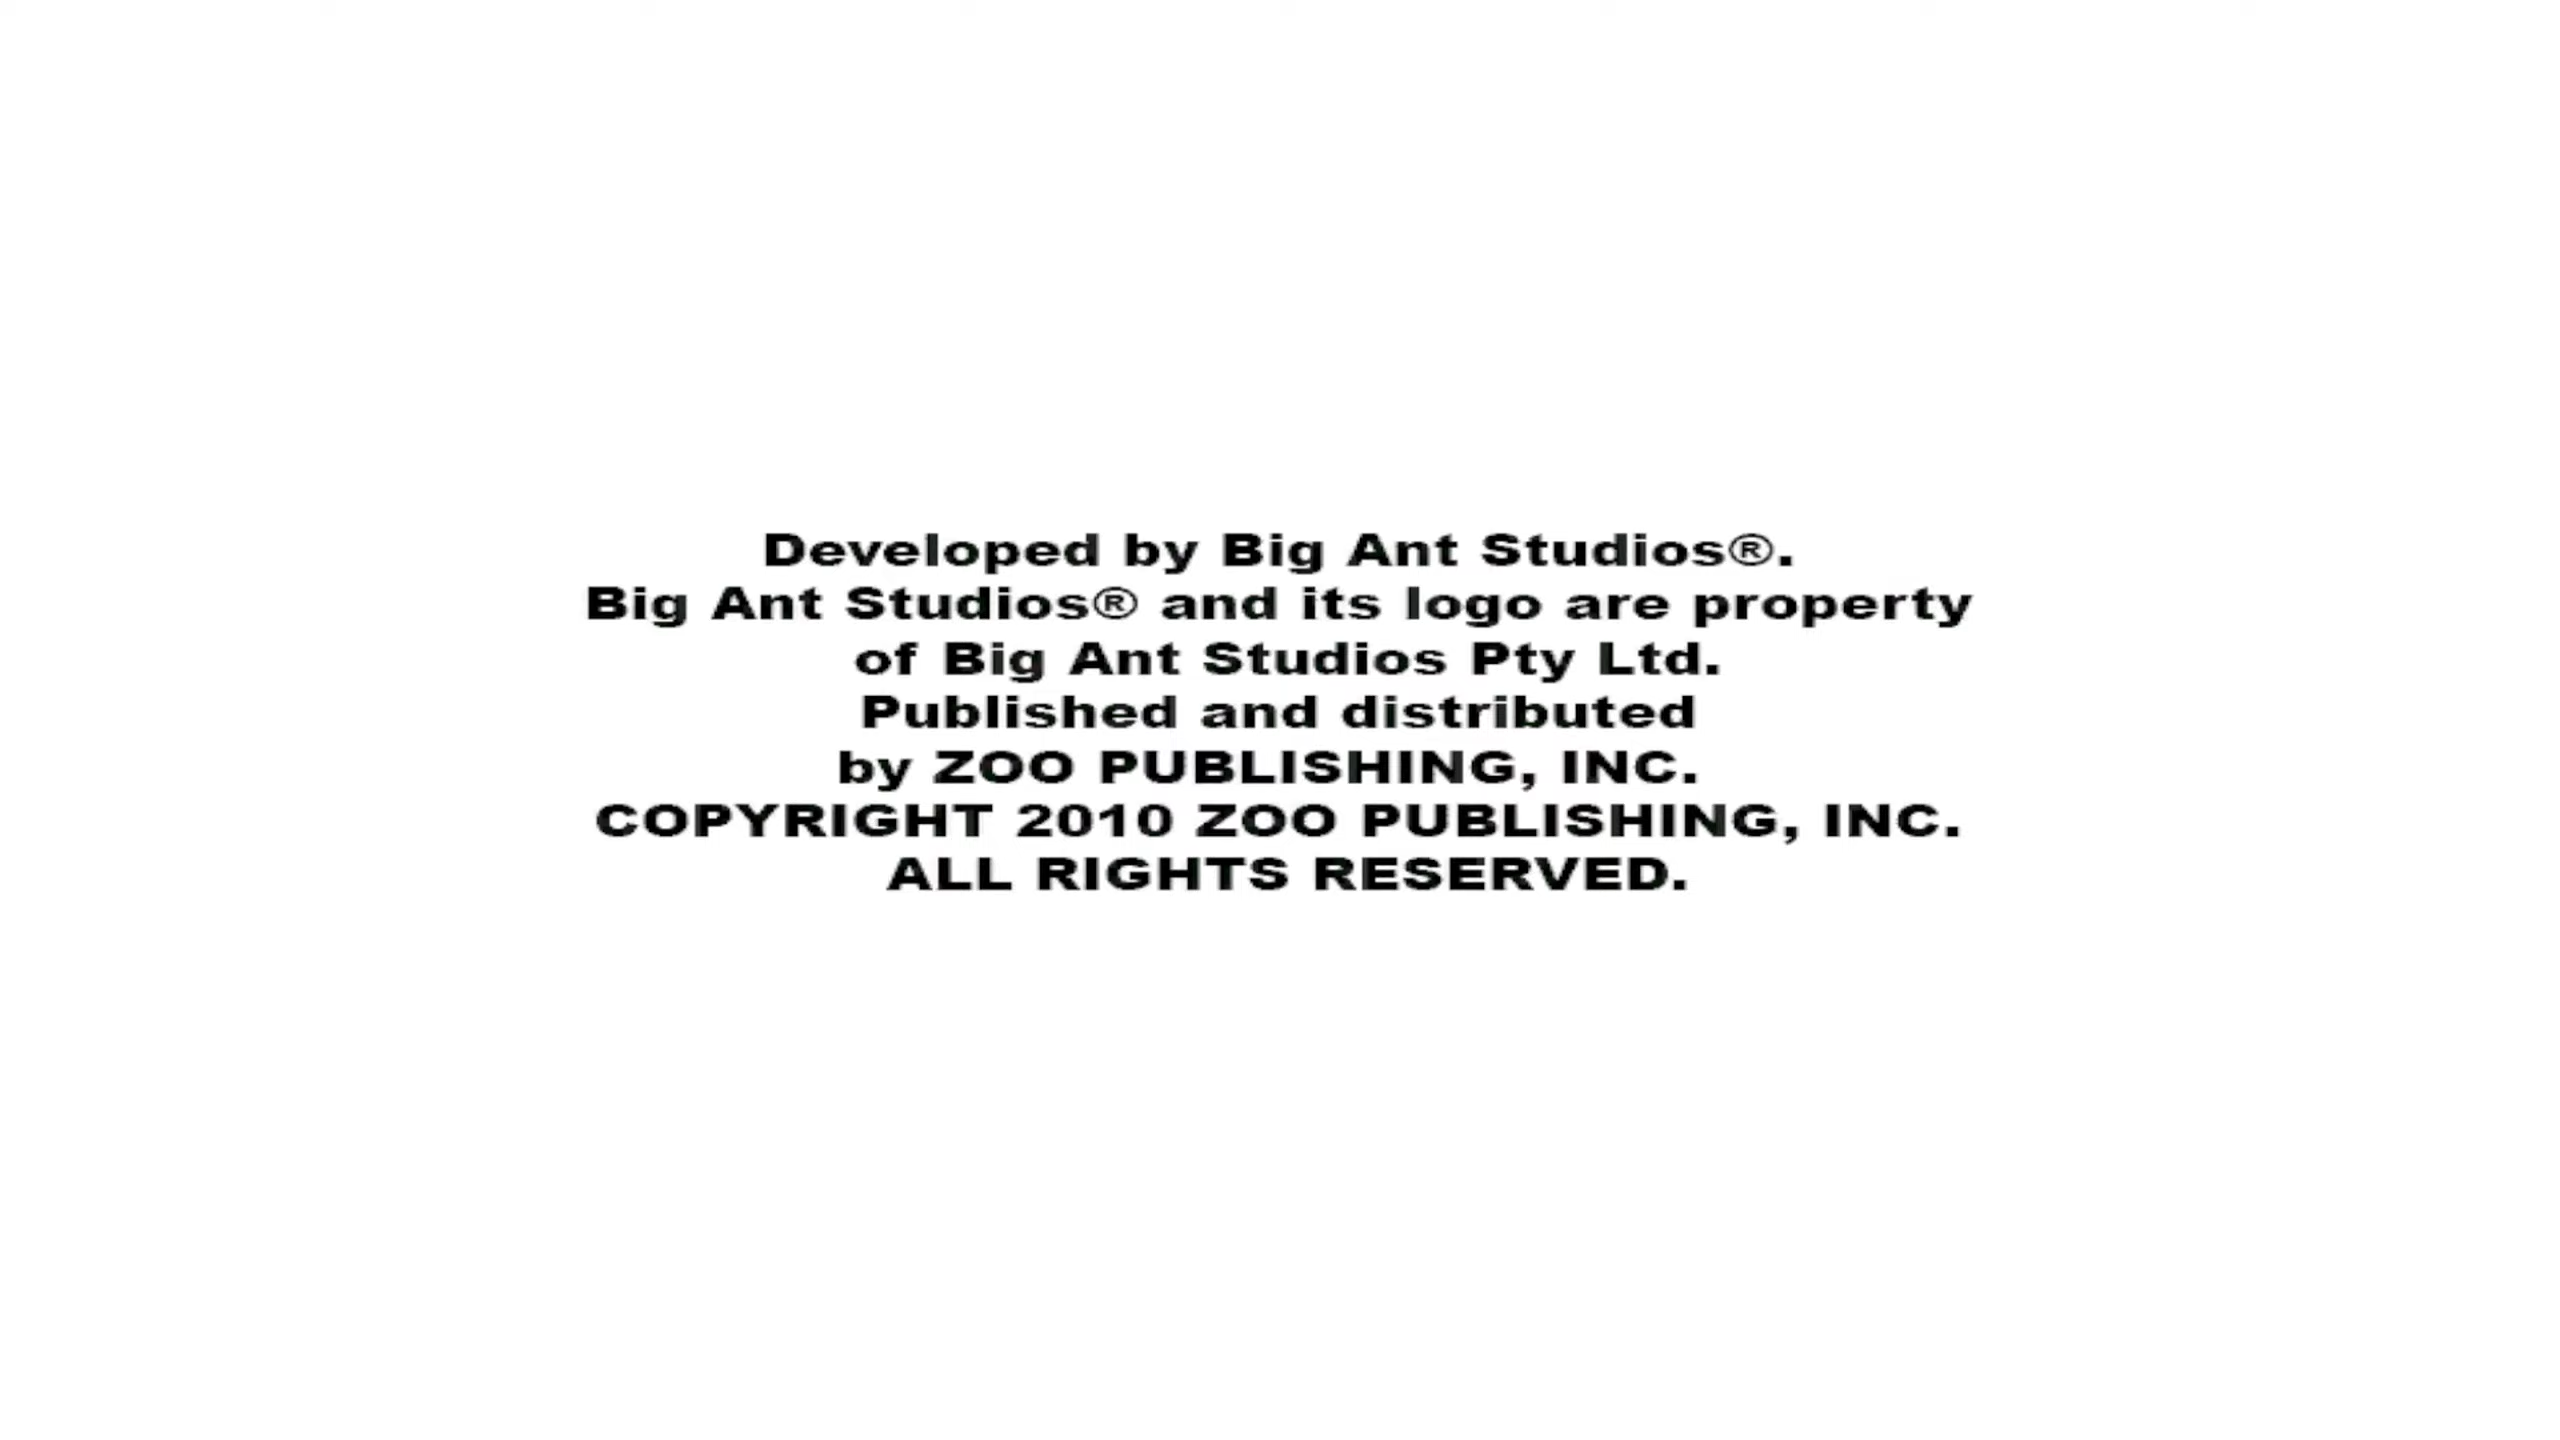 Developed by Big Ant Studios®.
Big Ant Studios® and its logo are property
of Big Ant Studios Pty Ltd.
Published and distributed
by ZOO PUBLISHING, INC.
COPYRIGHT 2010 ZOO PUBLISHING, INC.
ALL RIGHTS RESERVED.